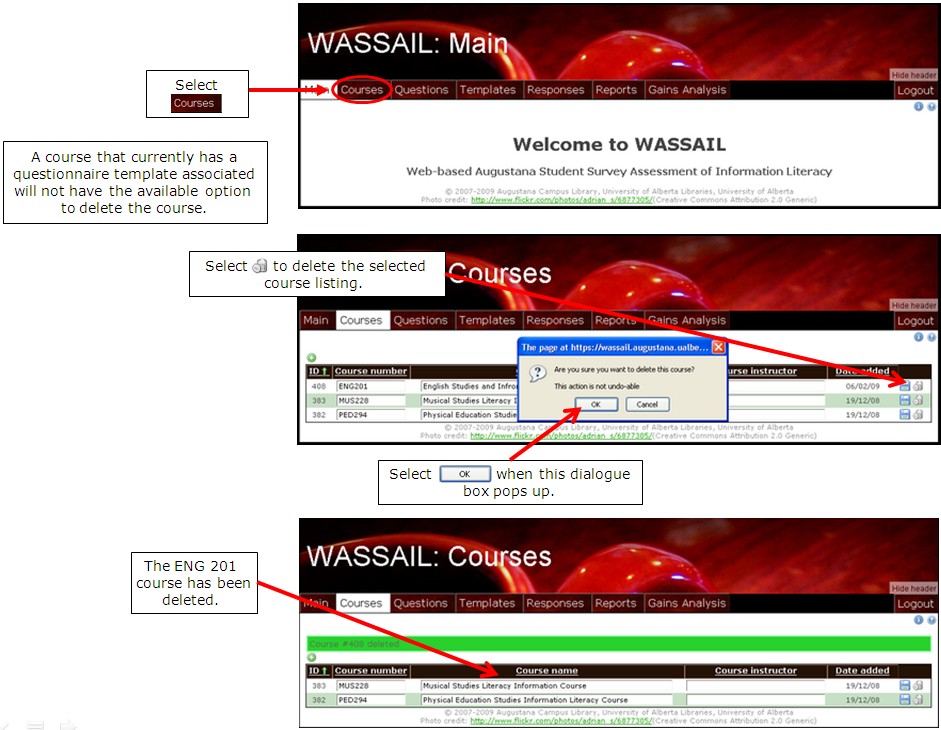 WASSAIL: Main
Hide header
Select
Courses
Main Courses Questions Templates Responses Reports Gains Analysis Logout
A course that currently has a
questionnaire template associated
will not have the available option
to delete the course.
Welcome to WASSAIL
Web-based Augustana Student Survey Assessment of Information Literacy
© 2007-2009 Augustana Campus Library, University of Alberta Libraries, University of Alberta
Photo credit: http://www.flickr.com/photos/adrian_s/6877305/(Creative Commons Attribution 2.0 Generic)
Select to delete the selected
course listing.
Courses
Hide header
Main Courses Questions Templates Responses Reports Gains Analysis Logout
The page at https://wassail.augustana.ualbe...
Are you sure you want to delete this course?
This action is not undo-able
OK Cancel
ID Course number Course instructor Date added
408 ENG201 English Studies and Infro 06/02/09
383 MUS228 Musical Studies Literacy I 19/12/08
382 PED294 Physical Education Studie 19/12/08
© 2007-2009 Augustana Campus Library, University of Alberta Libraries, University of Alberta
Photo credit: http://www.flickr.com/photos/adrian_s/6877305/(Creative Commons Attribution 2.0 Generic)
Select OK when this dialogue
box pops up.
WASSAIL: Courses
The ENG 201
course has been
deleted.
Hide header
Main Courses Questions Templates Responses Reports Gains Analysis Logout
Course #408 deleted
ID Course number Course name Course instructor Date added
383 MUS228 Musical Studies Literacy Information Course 19/12/08
382 PED294 Physical Education Studies Information Literacy Course 19/12/08
© 2007-2009 Augustana Campus Library, University of Alberta Libraries, University of Alberta
Photo credit: http://www.flickr.com/photos/adrian_s/6877305/(Creative Commons Attribution 2.0 Generic)